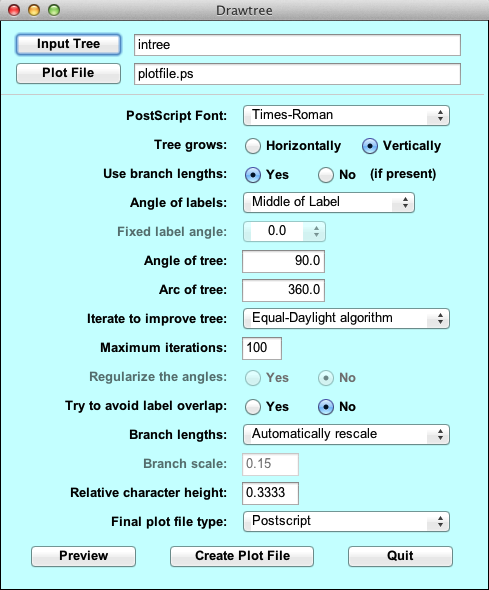 Drawtree
Input Tree intree
Plot File plotfile.ps
PostScript Font: Times-Roman
Tree grows: Horizontally Vertically
Use branch lengths: Yes No (if present)
Angle of labels: Middle of Label
Fixed label angle: 0.0
Angle of tree: 90.0
Arc of tree: 360.0
Iterate to improve tree: Equal-Daylight algorithm
Maximum iterations: 100
Regularize the angles: Yes No
Try to avoid label overlap: Yes No
Branch lengths: Automatically rescale
Branch scale: 0.15
Relative character height: 0.3333
Final plot file type: Postscript
Preview Create Plot File Quit